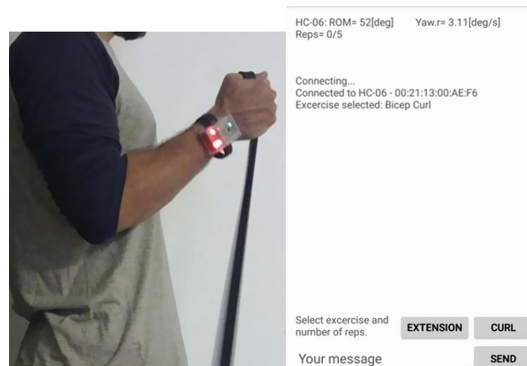 HC-06: ROM= 52[deg] Yaw.r= 3.11[deg/s]
Reps= 0/5
Connecting...
Connected to HC-06 - 00:21:13:00:AE:F6
Excercise selected: Bicep Curl
Select excercise and
number of reps.
EXTENSION
CURL
Your message
SEND